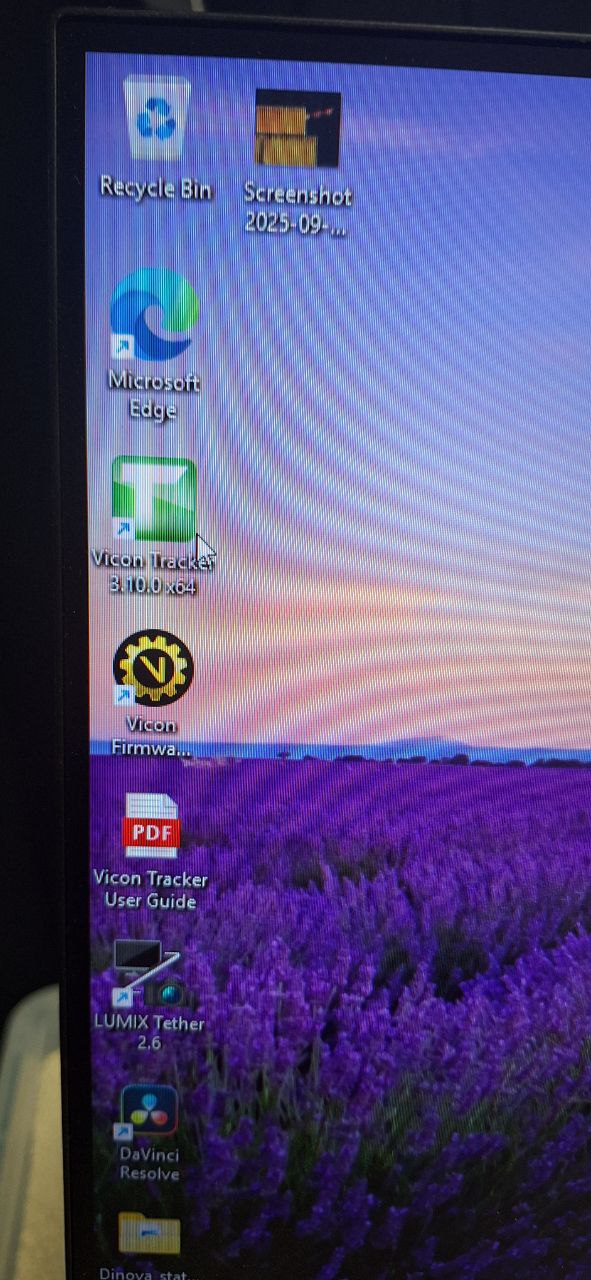 Recycle Bin
Screenshot
2025-09-...
Microsoft
Edge
T
Vicon Tracker
3.10.0 x64
V
Vicon
Firmwa...
PDF
Vicon Tracker
User Guide
LUMIX Tether
2.6
DaVinci
Resolve
Dinova_stat...